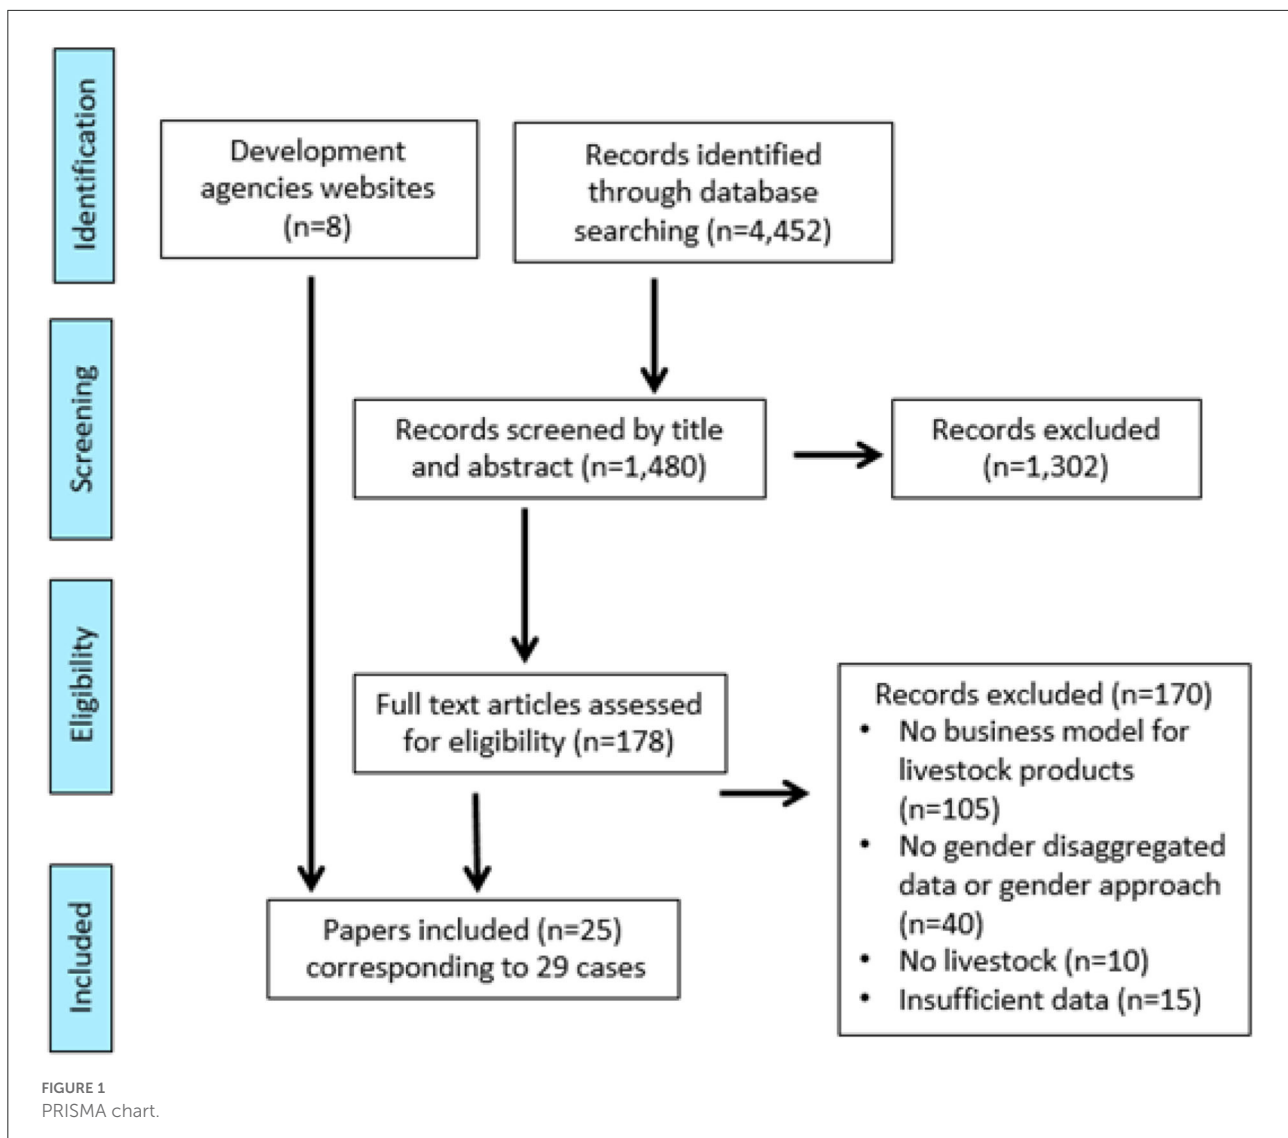 Identification
Development
agencies websites
(n=8)
Records identified
through database
searching (n=4,452)
Screening
Records screened by title
and abstract (n=1,480)
Records excluded
(n=1,302)
Eligibility
Full text articles assessed
for eligibility (n=178)
Records excluded (n=170)
• No business model for
livestock products
(n=105)
• No gender disaggregated
data or gender approach
(n=40)
• No livestock (n=10)
• Insufficient data (n=15)
Included
Papers included (n=25)
corresponding to 29 cases
FIGURE 1
PRISMA chart.